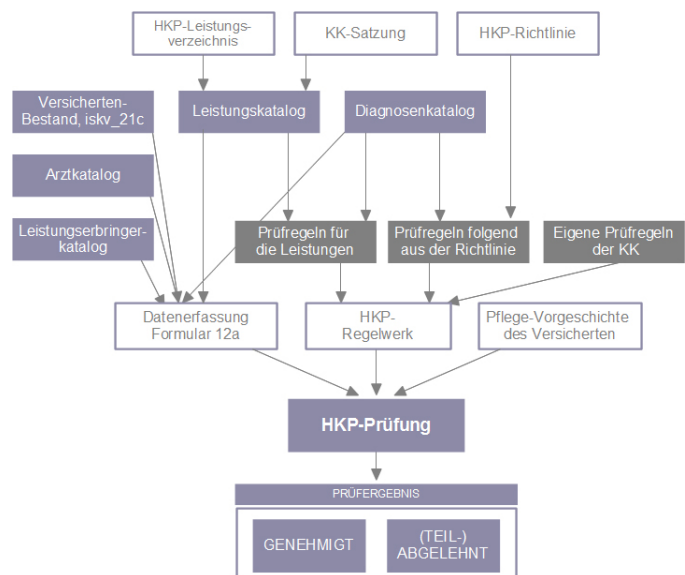 HKP-Leistungs-
verzeichnis
KK-Satzung
HKP-Richtlinie
Versicherten-
Bestand, iskv_21c
Leistungskatalog
Diagnosenkatalog
Arztkatalog
Leistungserbringer-
katalog
Prüfregeln für
die Leistungen
Prüfregeln folgend
aus der Richtlinie
Eigene Prüfregeln
der KK
Datenerfassung
Formular 12a
HKP-
Regelwerk
Pflege-Vorgeschichte
des Versicherten
HKP-Prüfung
PRÜFERGEBNIS
GENEHMIGT
(TEIL-)
ABGELEHNT